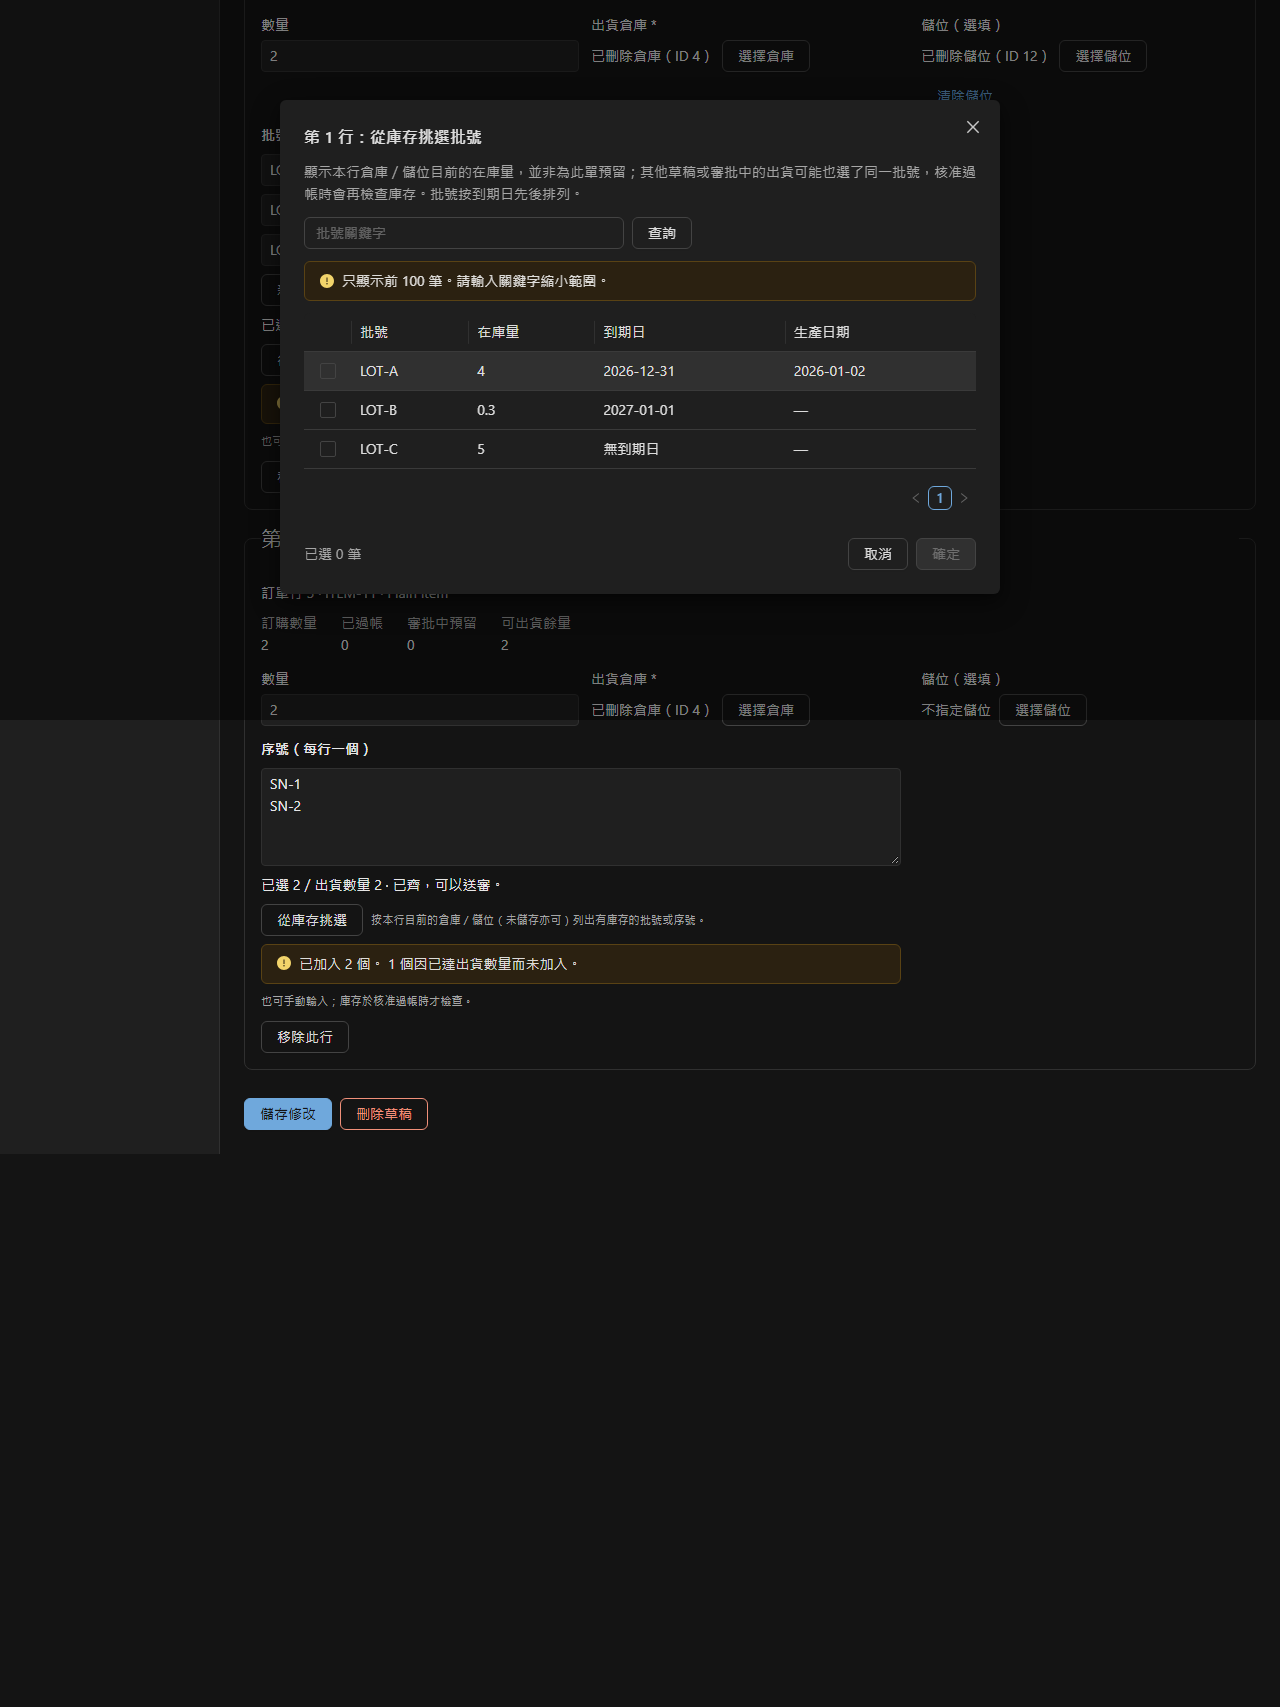 數量
出貨倉庫 *
儲位（選填）
2
已刪除倉庫（ID 4）
選擇倉庫
已刪除儲位（ID 12）
選擇儲位
清除儲位
第 1 行：從庫存挑選批號
顯示本行倉庫 / 儲位目前的在庫量，並非為此單預留；其他草稿或審批中的出貨可能也選了同一批號，核准過
帳時會再檢查庫存。批號按到期日先後排列。
批號關鍵字
查詢
只顯示前 100 筆。請輸入關鍵字縮小範圍。
批號 在庫量 到期日 生產日期
LOT-A 4 2026-12-31 2026-01-02
LOT-B 0.3 2027-01-01 —
LOT-C 5 無到期日 —
1
已選 0 筆
取消
確定
第
訂購數量 已過帳 審批中預留 可出貨餘量
2 0 0 2
數量
出貨倉庫 *
儲位（選填）
2
已刪除倉庫（ID 4）
選擇倉庫
不指定儲位
選擇儲位
序號（每行一個）
SN-1
SN-2
已選 2 / 出貨數量 2 · 已齊，可以送審。
從庫存挑選
按本行目前的倉庫 / 儲位（未儲存亦可）列出有庫存的批號或序號。
已加入 2 個。 1 個因已達出貨數量而未加入。
也可手動輸入；庫存於核准過帳時才檢查。
移除此行
儲存修改
刪除草稿